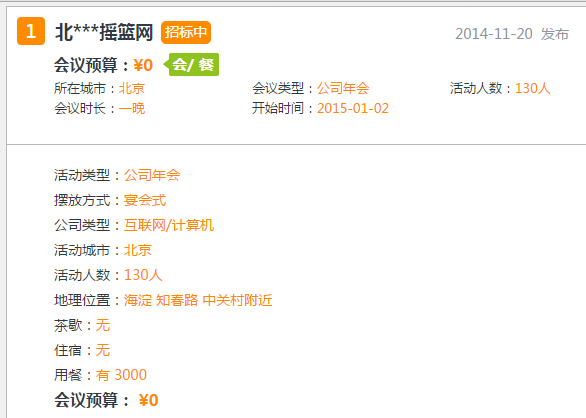 1 北***摇篮网 招标中 2014-11-20 发布
会议预算：¥0 会/ 餐
所在城市：北京 会议类型：公司年会 活动人数：130人
会议时长：一晚 开始时间：2015-01-02
活动类型：公司年会
摆放方式：宴会式
公司类型：互联网/计算机
活动城市：北京
活动人数：130人
地理位置：海淀 知春路 中关村附近
茶歇：无
住宿：无
用餐：有 3000
会议预算： ¥0